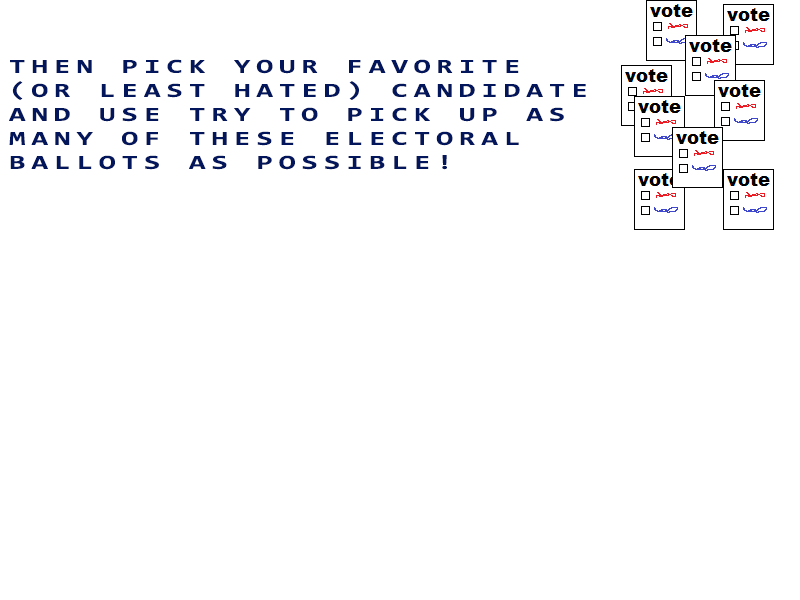 THEN PICK YOUR FAVORITE
(OR LEAST HATED) CANDIDATE
AND USE TRY TO PICK UP AS
MANY OF THESE ELECTORAL
BALLOTS AS POSSIBLE!
vote
vote
vote
vote
vote
vote
vote
vote
vote